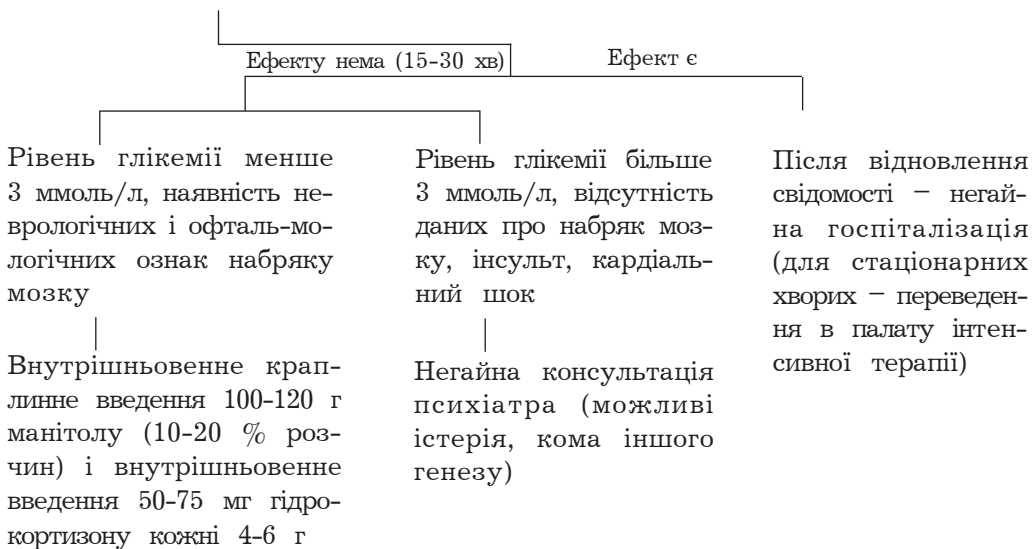 Ефекту нема (15-30 хв)
Ефект є
Рівень глікемії менше
3 ммоль/л, наявність не-
врологічних і офталь-мо-
логічних ознак набряку
мозку
Внутрішньовенне крап-
линне введення 100-120 г
манітолу (10-20 % роз-
чин) і внутрішньовенне
введення 50-75 мг гідро-
кортизону кожні 4-6 г
Рівень глікемії більше
3 ммоль/л, відсутність
даних про набряк моз-
ку, інсульт, кардіаль-
ний шок
Негайна консультація
психіатра (можливі
істерія, кома іншого
генезу)
Після відновлення
свідомості – негай-
на госпіталізація
(для стаціонарних
хворих – переведен-
ня в палату інтен-
сивної терапії)